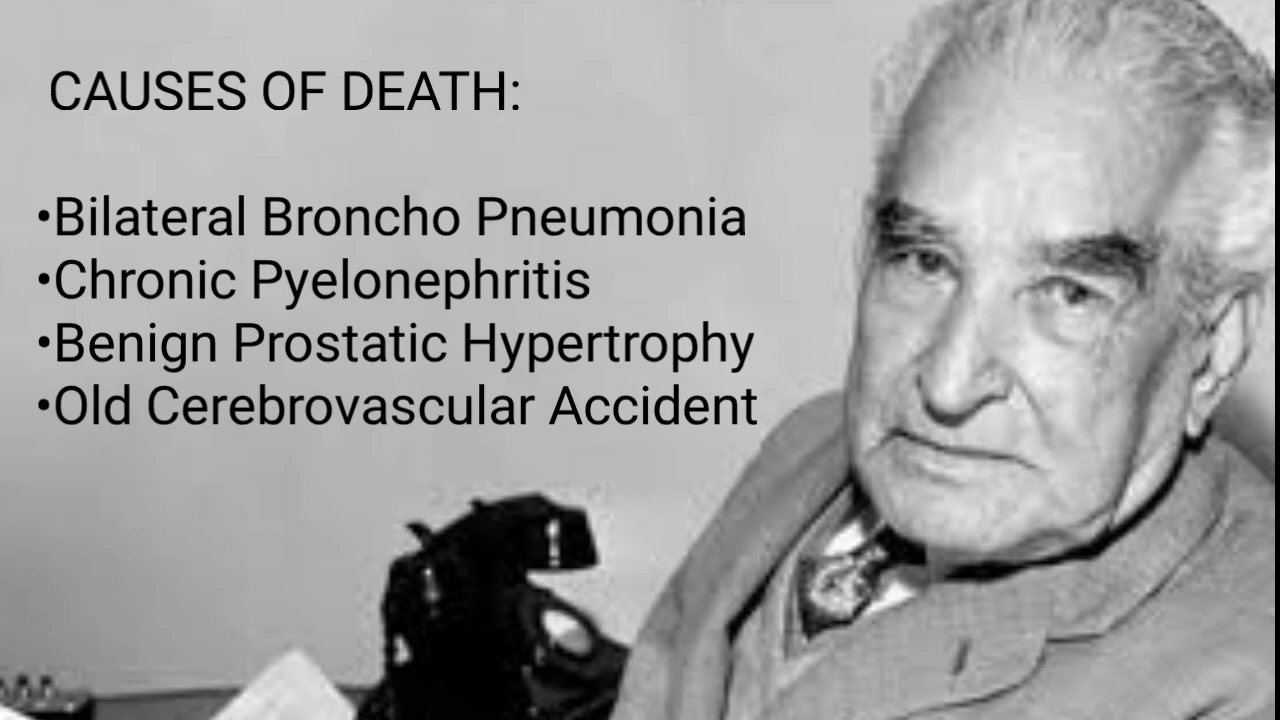 CAUSES OF DEATH:
•Bilateral Broncho Pneumonia
•Chronic Pyelonephritis
•Benign Prostatic Hypertrophy
•Old Cerebrovascular Accident